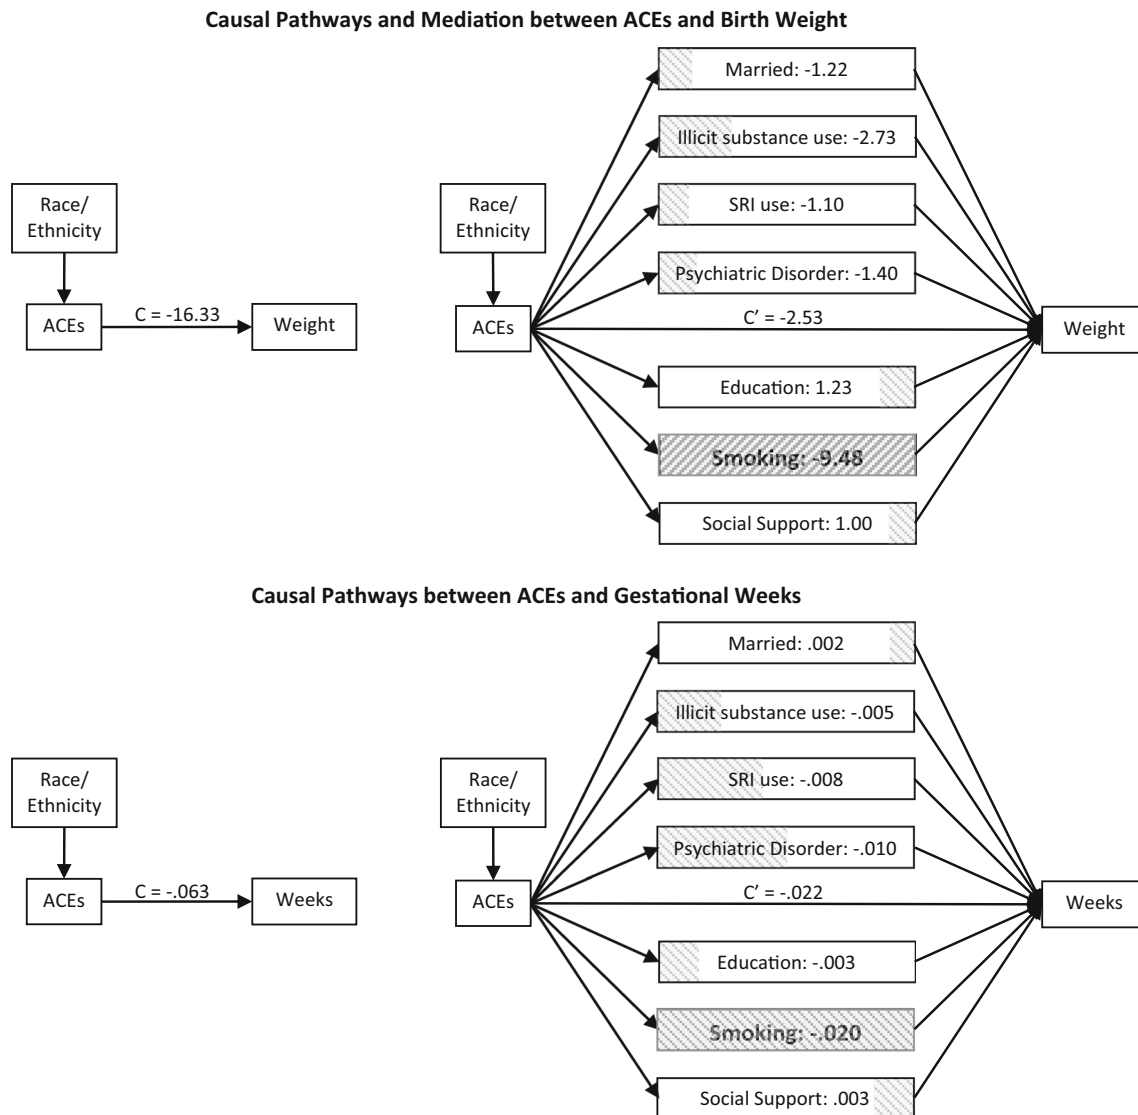 Causal Pathways and Mediation between ACEs and Birth Weight
Race/
Ethnicity
ACEs
C = -16.33
Weight
Race/
Ethnicity
ACEs
Married: -1.22
Illicit substance use: -2.73
SRI use: -1.10
Psychiatric Disorder: -1.40
C’ = -2.53
Education: 1.23
Smoking: -9.48
Social Support: 1.00
Weight
Causal Pathways between ACEs and Gestational Weeks
Race/
Ethnicity
ACEs
C = -.063
Weeks
Race/
Ethnicity
ACEs
Married: .002
Illicit substance use: -.005
SRI use: -.008
Psychiatric Disorder: -.010
C’ = -.022
Education: -.003
Smoking: -.020
Social Support: .003
Weeks